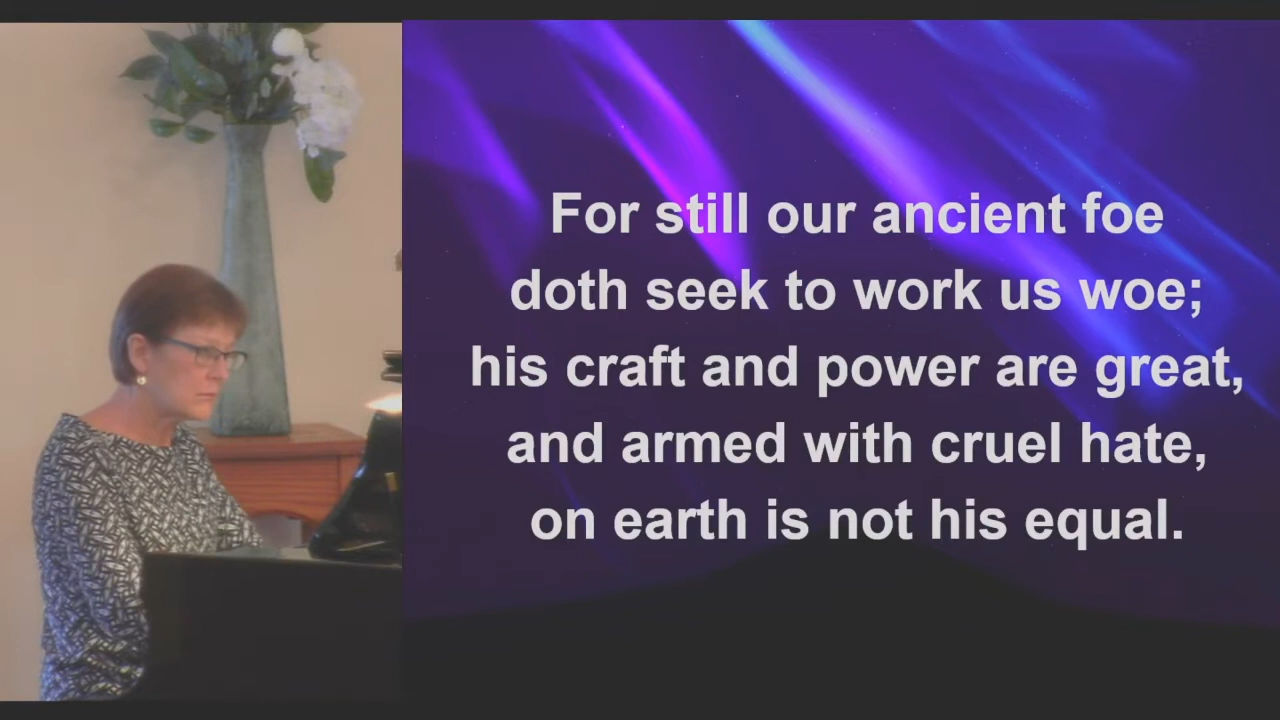 For still our ancient foe
doth seek to work us woe;
his craft and power are great,
and armed with cruel hate,
on earth is not his equal.